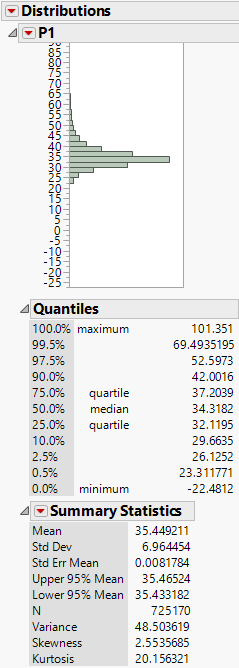 Distributions
P1
90
85
80
75
70
65
60
55
50
45
40
35
30
25
20
15
10
5
0
-5
-10
-15
-20
-25
Quantiles
100.0% maximum 101.351
99.5% 69.4935195
97.5% 52.5973
90.0% 42.0016
75.0% quartile 37.2039
50.0% median 34.3182
25.0% quartile 32.1195
10.0% 29.6635
2.5% 26.1252
0.5% 23.311771
0.0% minimum -22.4812
Summary Statistics
Mean 35.449211
Std Dev 6.964454
Std Err Mean 0.0081784
Upper 95% Mean 35.46524
Lower 95% Mean 35.433182
N 725170
Variance 48.503619
Skewness 2.5535685
Kurtosis 20.156321